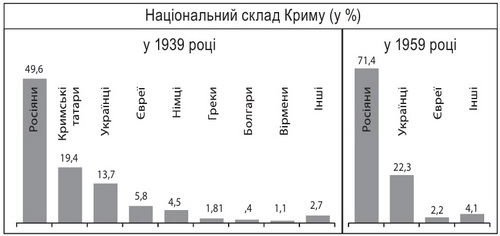 Національний склад Криму (у %)
у 1939 році
у 1959 році
49,6
Росіяни
19,4
Кримські
татари
13,7
Українці
5,8
Євреї
4,5
Німці
1,81
Греки
,4
Болгари
1,1
Вірмени
2,7
Інші
71,4
Росіяни
22,3
Українці
2,2
Євреї
4,1
Інші